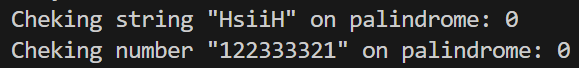 Cheking string "HsiiH" on palindrome: 0
Cheking number "122333321" on palindrome: 0